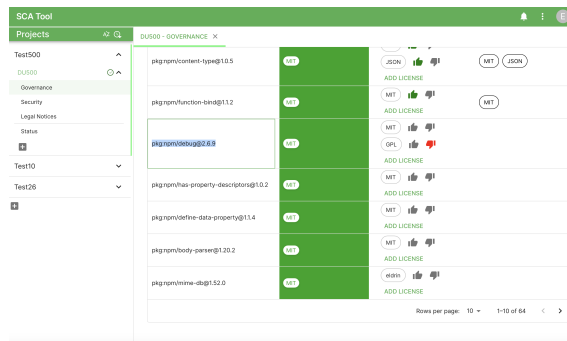 SCA Tool
E
Projects
AZ
DU500 - GOVERNANCE
Test500
DU500
Governance
Security
Legal Notices
Status
Test10
Test26
pkg:npm/content-type@1.0.5
MIT
JSON
MIT
JSON
ADD LICENSE
pkg:npm/function-bind@1.1.2
MIT
MIT
MIT
ADD LICENSE
pkg:npm/debug@2.6.9
MIT
MIT
GPL
ADD LICENSE
pkg:npm/has-property-descriptors@1.0.2
MIT
MIT
ADD LICENSE
pkg:npm/define-data-property@1.1.4
MIT
MIT
ADD LICENSE
pkg:npm/body-parser@1.20.2
MIT
MIT
ADD LICENSE
pkg:npm/mime-db@1.52.0
MIT
eldrin
ADD LICENSE
Rows per page: 10
1–10 of 64